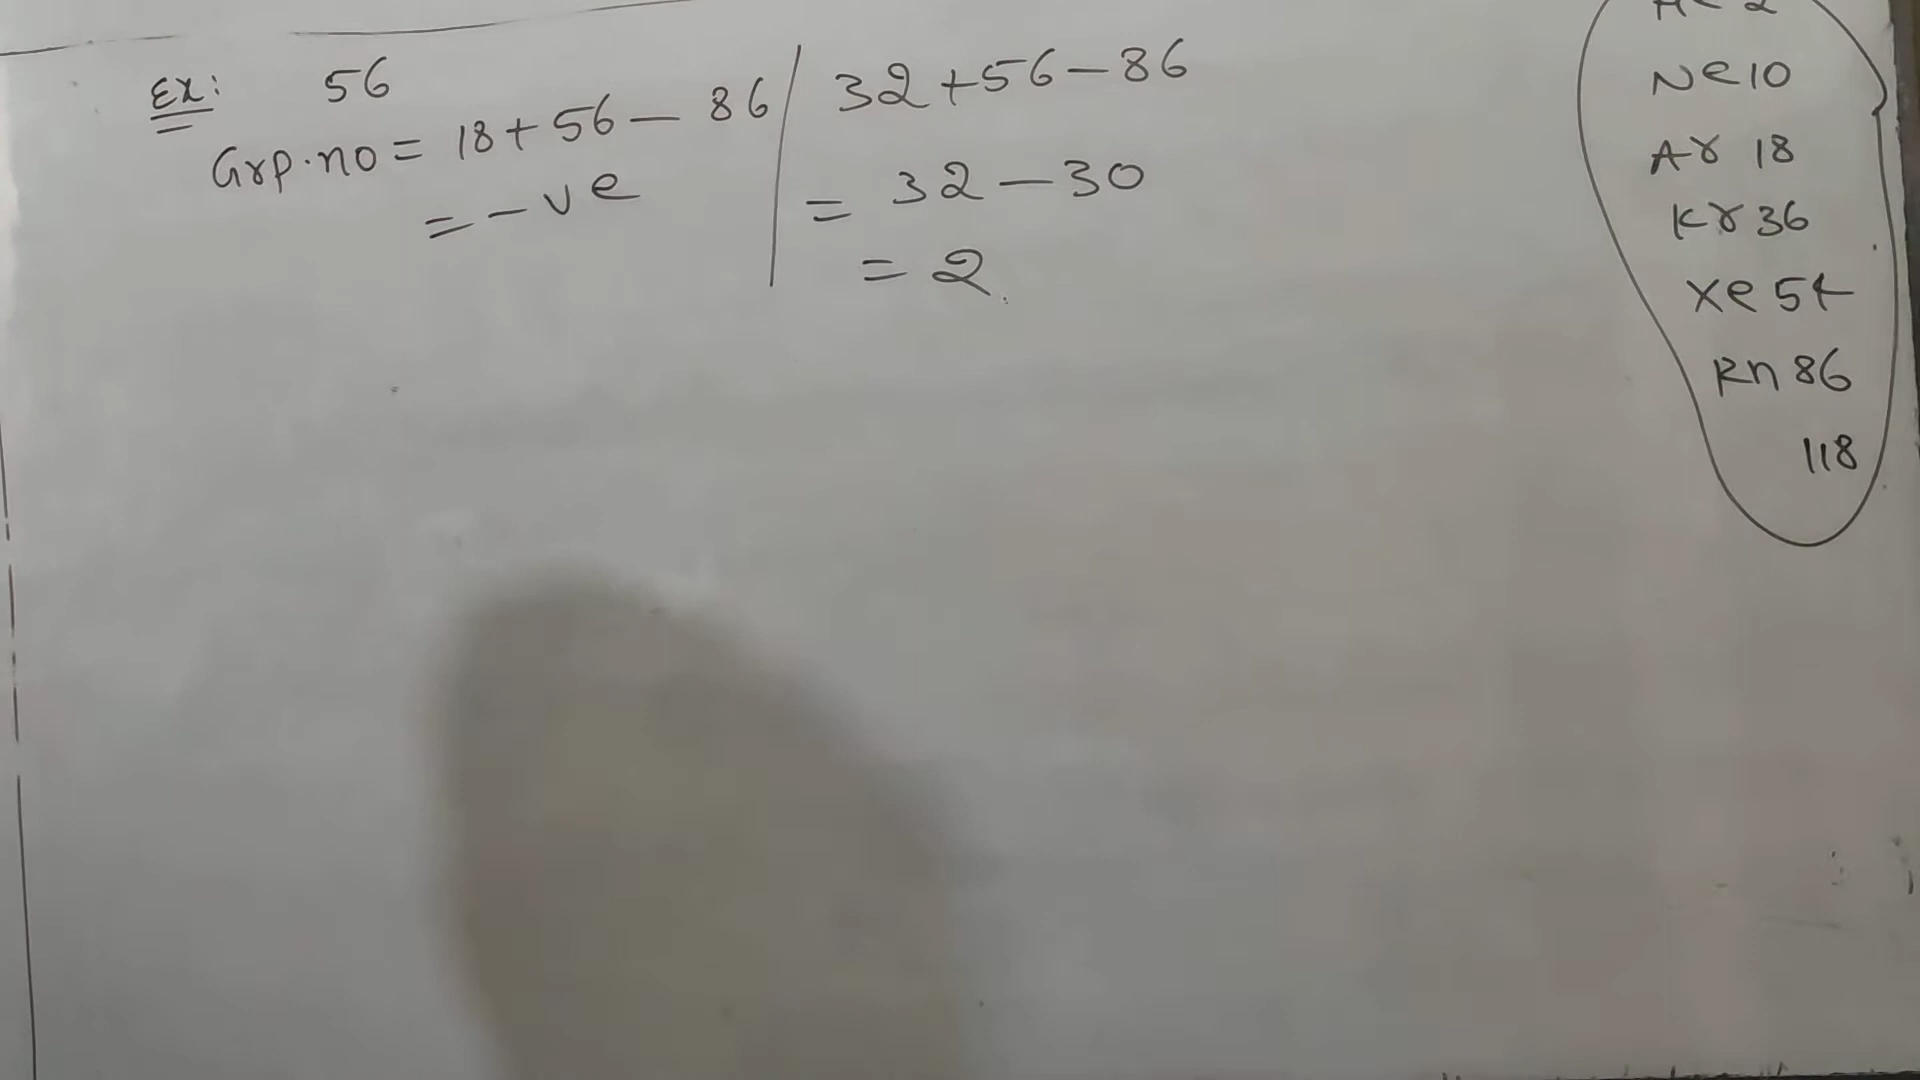 Ex: 56
Grp.no = 18+56-86
= -ve
32+56-86
= 32-30
= 2
Ne 10
Ar 18
Kr 36
Xe 54
Rn 86
118